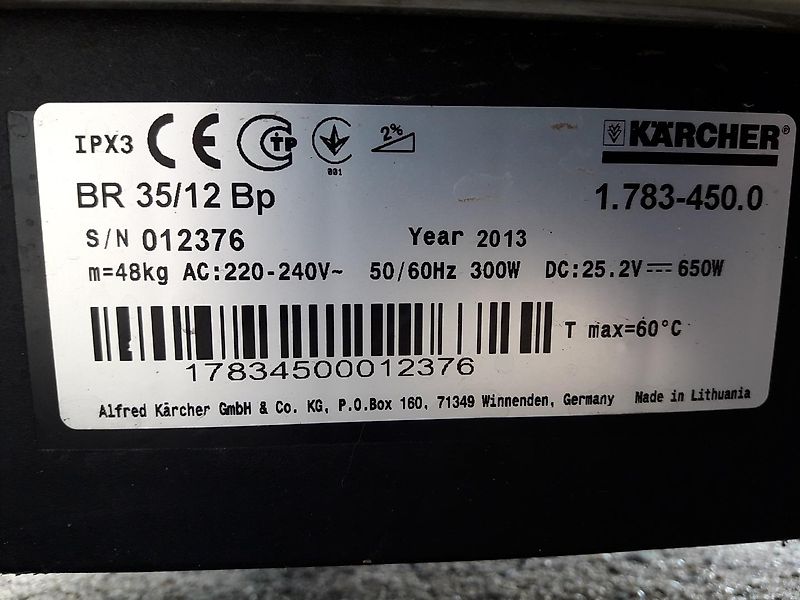 IPX3 CE TP 001 2% KÄRCHER®
BR 35/12 Bp 1.783-450.0
S/N 012376 Year 2013
m=48kg AC:220-240V~ 50/60Hz 300W DC:25.2V⎓ 650W
T max=60°C
17834500012376
Alfred Kärcher GmbH & Co. KG, P.O.Box 160, 71349 Winnenden, Germany Made in Lithuania